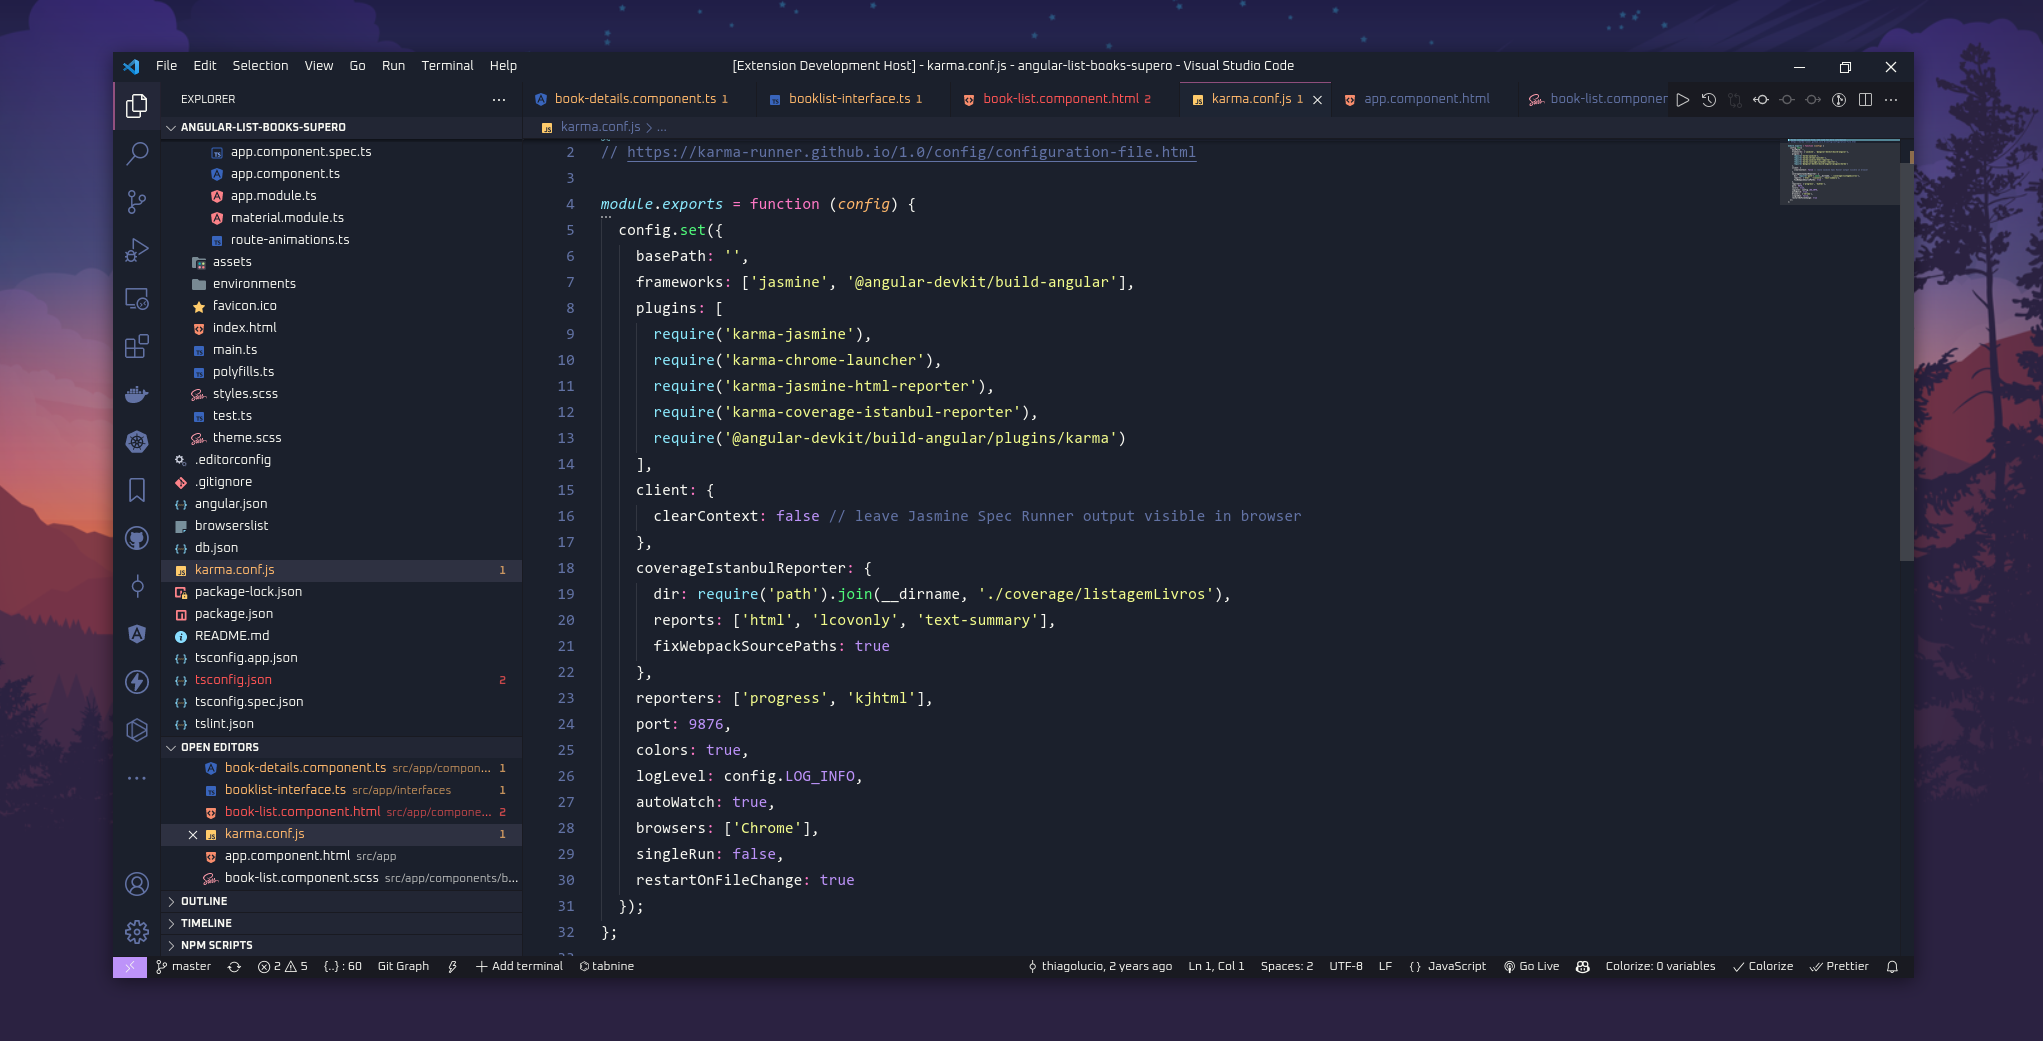 File Edit Selection View Go Run Terminal Help
[Extension Development Host] - karma.conf.js - angular-list-books-supero - Visual Studio Code
EXPLORER
ANGULAR-LIST-BOOKS-SUPERO
app.component.spec.ts
app.component.ts
app.module.ts
material.module.ts
route-animations.ts
assets
environments
favicon.ico
index.html
main.ts
polyfills.ts
styles.scss
test.ts
theme.scss
.editorconfig
.gitignore
angular.json
browserslist
db.json
karma.conf.js 1
package-lock.json
package.json
README.md
tsconfig.app.json
tsconfig.json 2
tsconfig.spec.json
tslint.json
OPEN EDITORS
book-details.component.ts src/app/compon... 1
booklist-interface.ts src/app/interfaces 1
book-list.component.html src/app/compone... 2
karma.conf.js 1
app.component.html src/app
book-list.component.scss src/app/components/b...
OUTLINE
TIMELINE
NPM SCRIPTS
book-details.component.ts 1 booklist-interface.ts 1 book-list.component.html 2 karma.conf.js 1 app.component.html book-list.componer
karma.conf.js > ...
2 // https://karma-runner.github.io/1.0/config/configuration-file.html
3
4 module.exports = function (config) {
5 config.set({
6 basePath: '',
7 frameworks: ['jasmine', '@angular-devkit/build-angular'],
8 plugins: [
9 require('karma-jasmine'),
10 require('karma-chrome-launcher'),
11 require('karma-jasmine-html-reporter'),
12 require('karma-coverage-istanbul-reporter'),
13 require('@angular-devkit/build-angular/plugins/karma')
14 ],
15 client: {
16 clearContext: false // leave Jasmine Spec Runner output visible in browser
17 },
18 coverageIstanbulReporter: {
19 dir: require('path').join(__dirname, './coverage/listagemLivros'),
20 reports: ['html', 'lcovonly', 'text-summary'],
21 fixWebpackSourcePaths: true
22 },
23 reporters: ['progress', 'kjhtml'],
24 port: 9876,
25 colors: true,
26 logLevel: config.LOG_INFO,
27 autoWatch: true,
28 browsers: ['Chrome'],
29 singleRun: false,
30 restartOnFileChange: true
31 });
32 };
master 2 5 {..} : 60 Git Graph Add terminal tabnine
thiagolucio, 2 years ago Ln 1, Col 1 Spaces: 2 UTF-8 LF {} JavaScript Go Live Colorize: 0 variables Colorize Prettier